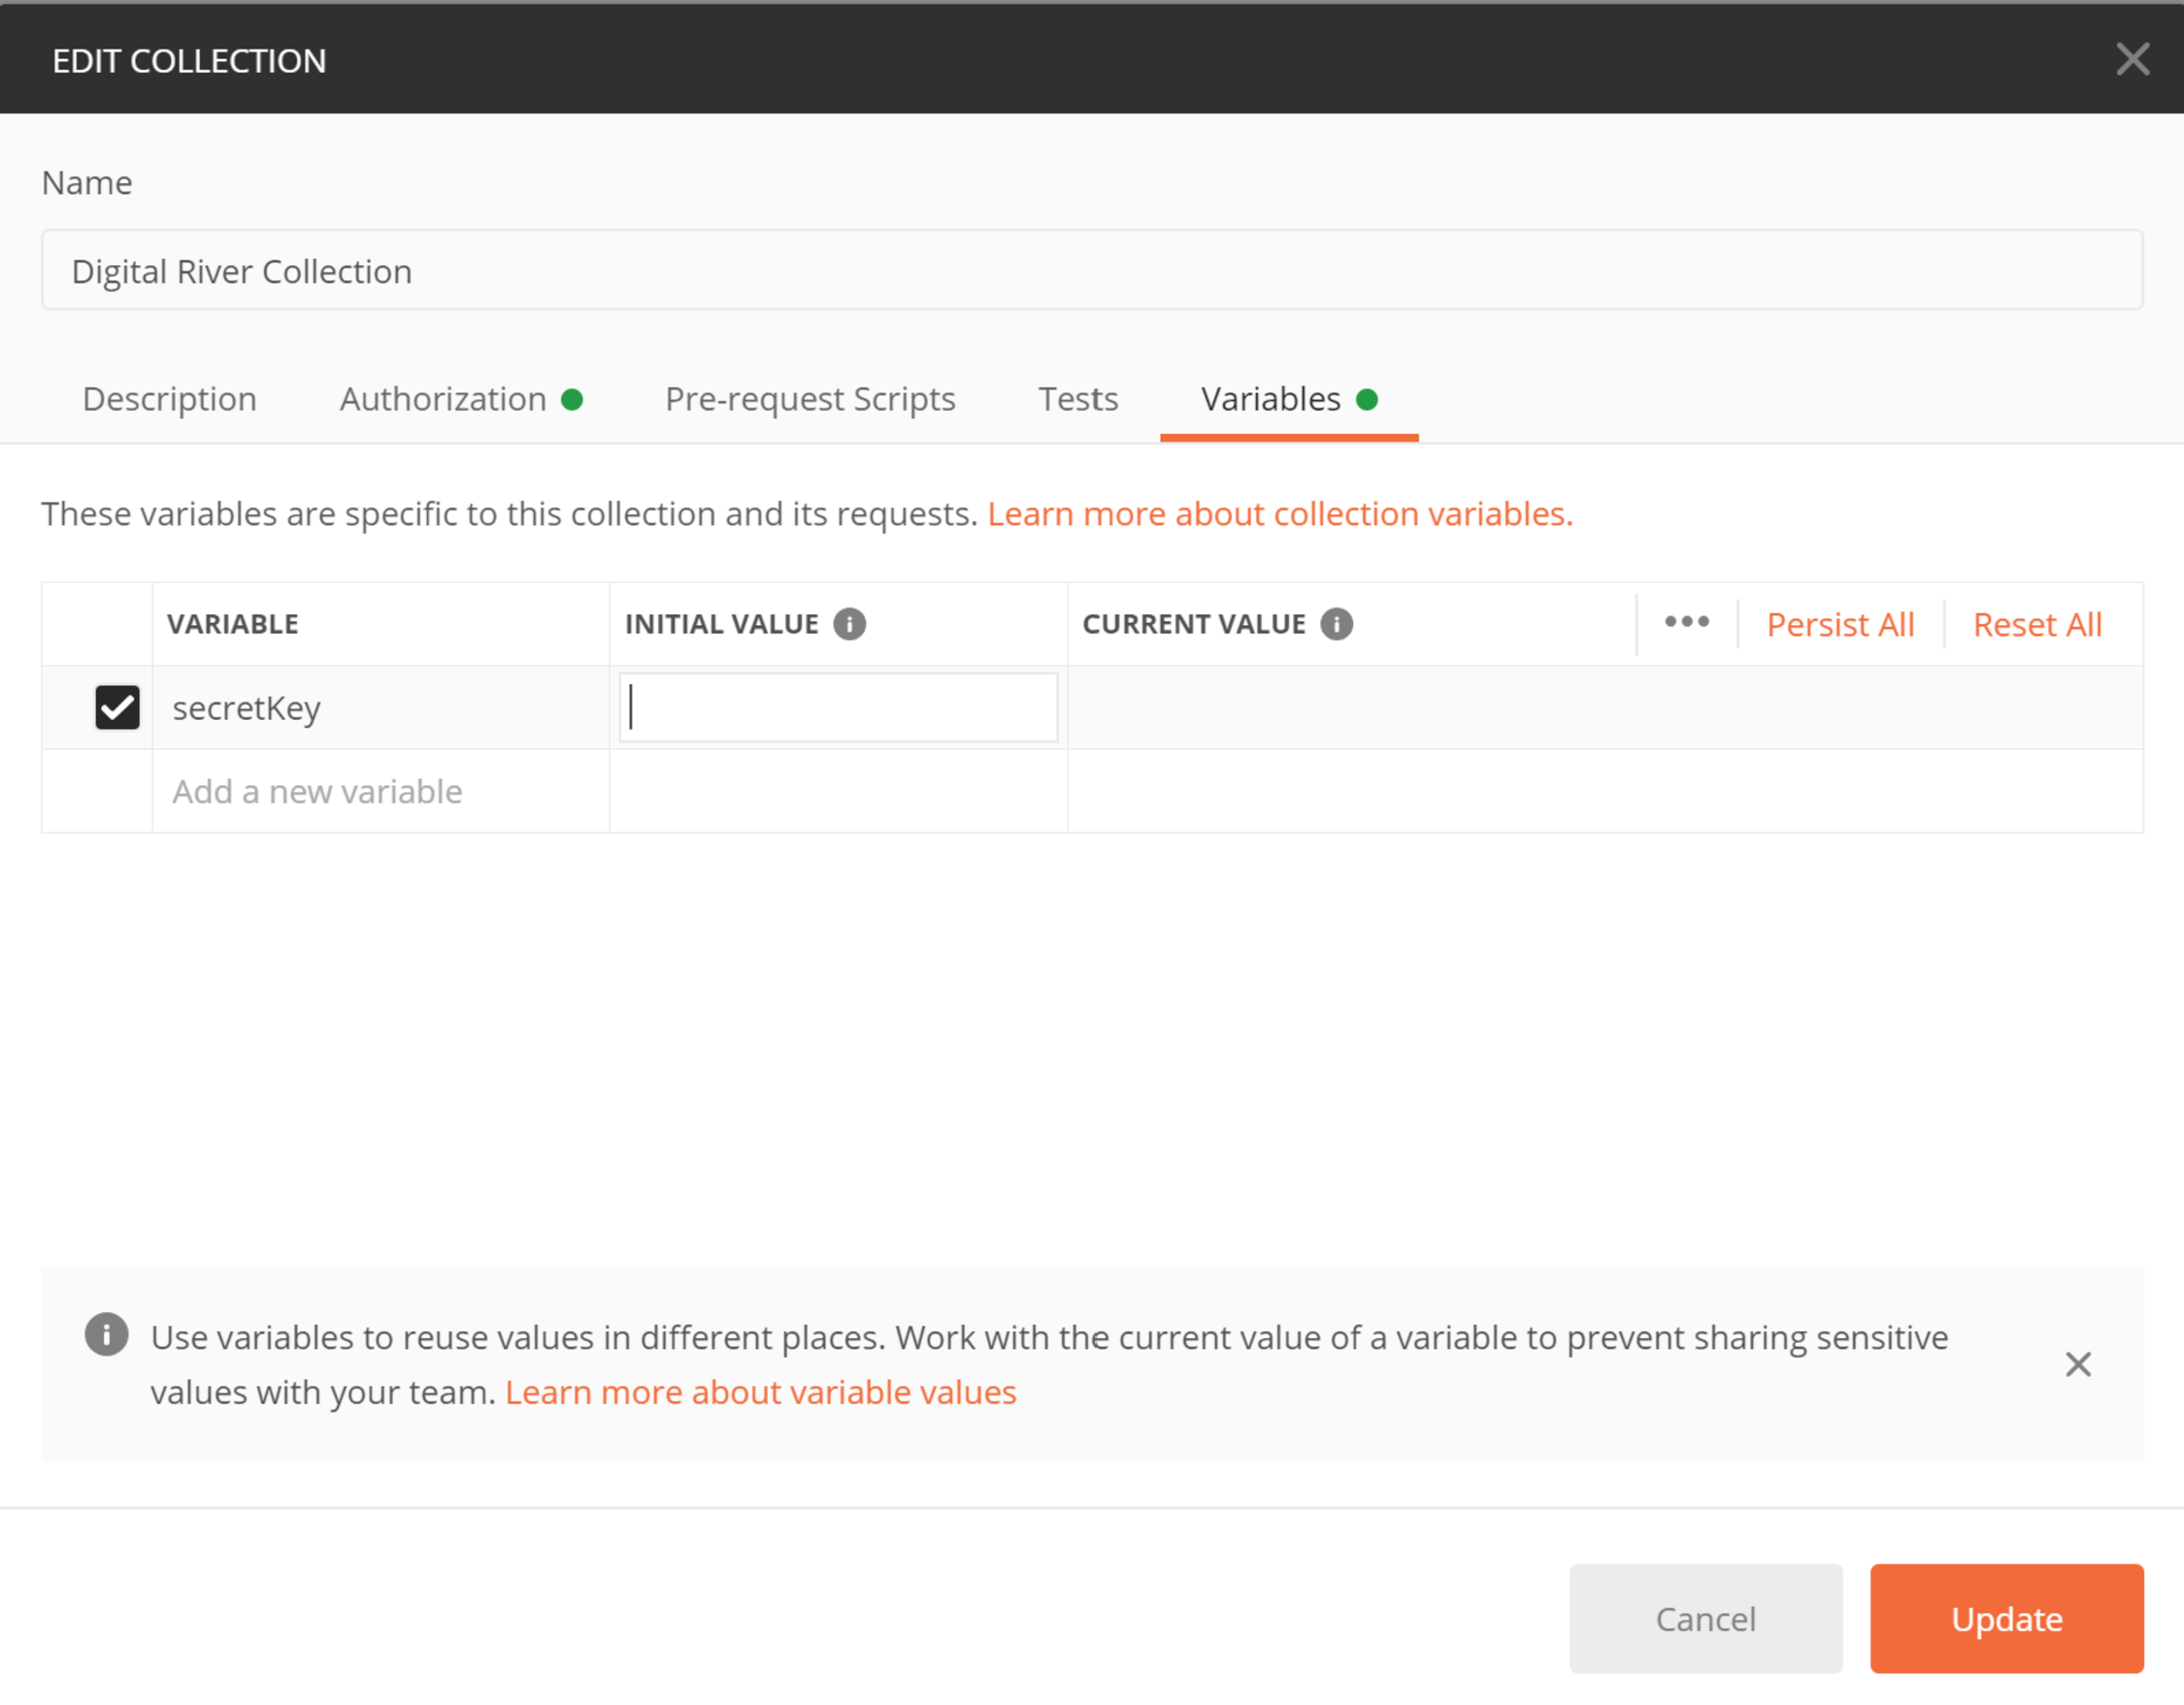 EDIT COLLECTION
Name
Digital River Collection
Description Authorization Pre-request Scripts Tests Variables
These variables are specific to this collection and its requests. Learn more about collection variables.
VARIABLE INITIAL VALUE CURRENT VALUE Persist All Reset All
secretKey
Add a new variable
Use variables to reuse values in different places. Work with the current value of a variable to prevent sharing sensitive
values with your team. Learn more about variable values
Cancel Update